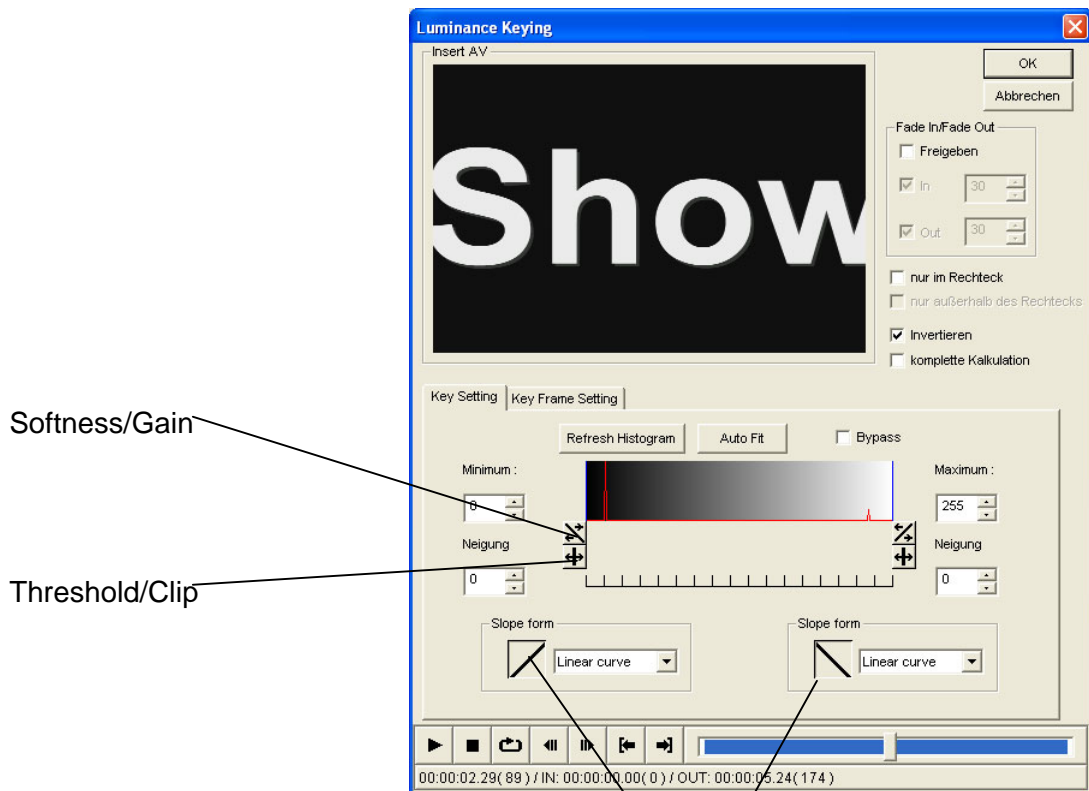 Luminance Keying
Insert AV
Show
OK
Abbrechen
Fade In/Fade Out
Freigeben
In 30
Out 30
nur im Rechteck
nur außerhalb des Rechtecks
Invertieren
komplette Kalkulation
Key Setting Key Frame Setting
Softness/Gain
Refresh Histogram Auto Fit Bypass
Minimum : Maximum :
0 255
Neigung Neigung
Threshold/Clip
0 0
Slope form Slope form
Linear curve Linear curve
00:00:02.29( 89 ) / IN: 00:00:00.00( 0 ) / OUT: 00:00:05.24( 174 )